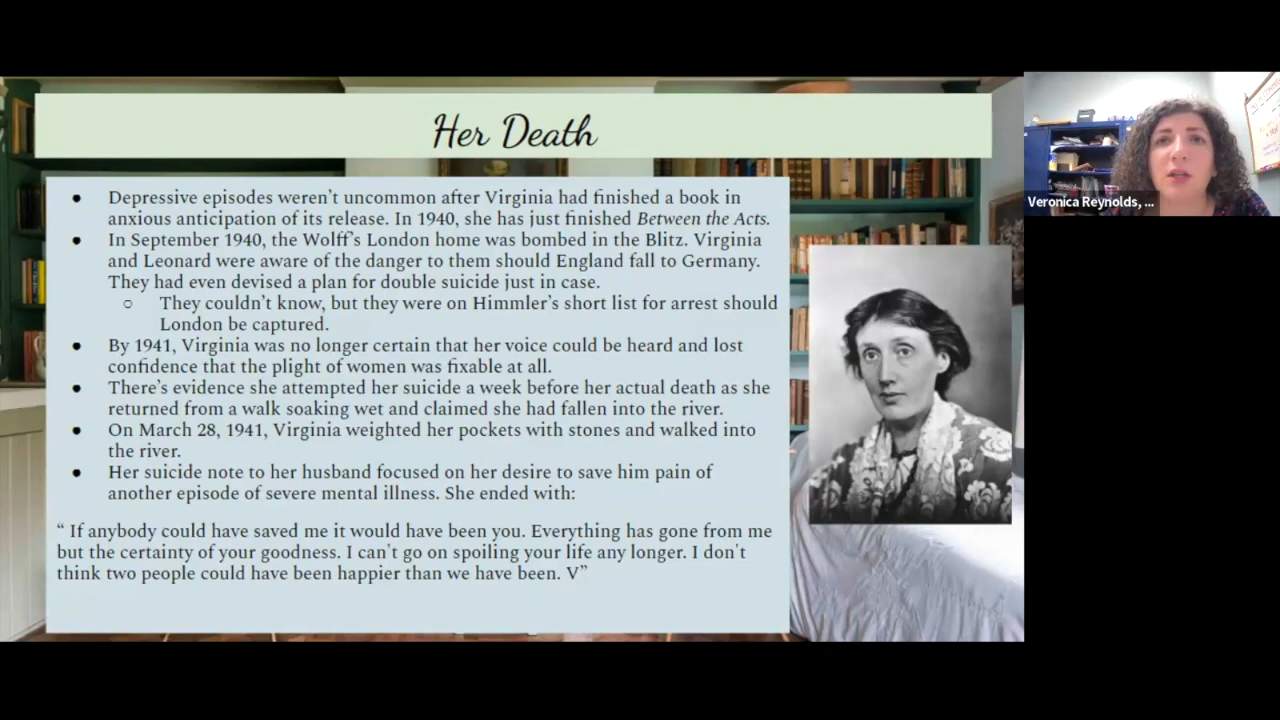 Her Death
● Depressive episodes weren’t uncommon after Virginia had finished a book in
anxious anticipation of its release. In 1940, she has just finished Between the Acts.
● In September 1940, the Wolff’s London home was bombed in the Blitz. Virginia
and Leonard were aware of the danger to them should England fall to Germany.
They had even devised a plan for double suicide just in case.
○ They couldn’t know, but they were on Himmler’s short list for arrest should
London be captured.
● By 1941, Virginia was no longer certain that her voice could be heard and lost
confidence that the plight of women was fixable at all.
● There’s evidence she attempted her suicide a week before her actual death as she
returned from a walk soaking wet and claimed she had fallen into the river.
● On March 28, 1941, Virginia weighted her pockets with stones and walked into
the river.
● Her suicide note to her husband focused on her desire to save him pain of
another episode of severe mental illness. She ended with:
“ If anybody could have saved me it would have been you. Everything has gone from me
but the certainty of your goodness. I can't go on spoiling your life any longer. I don't
think two people could have been happier than we have been. V”
Veronica Reynolds, ...